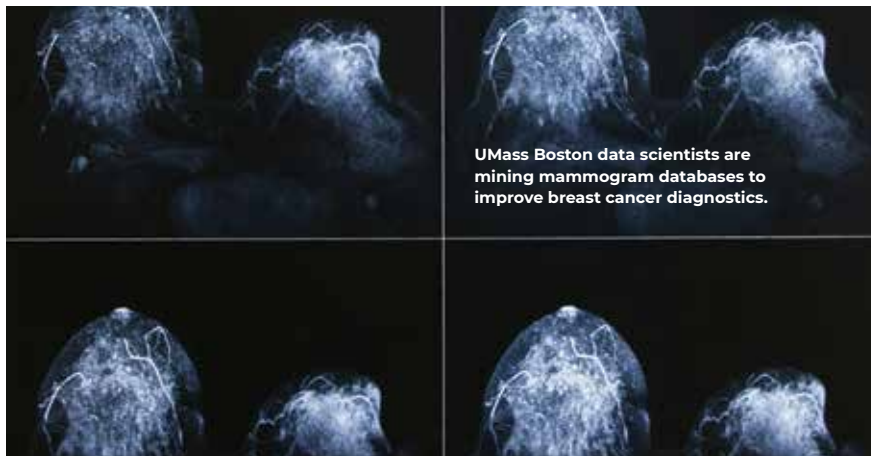 UMass Boston data scientists are
mining mammogram databases to
improve breast cancer diagnostics.